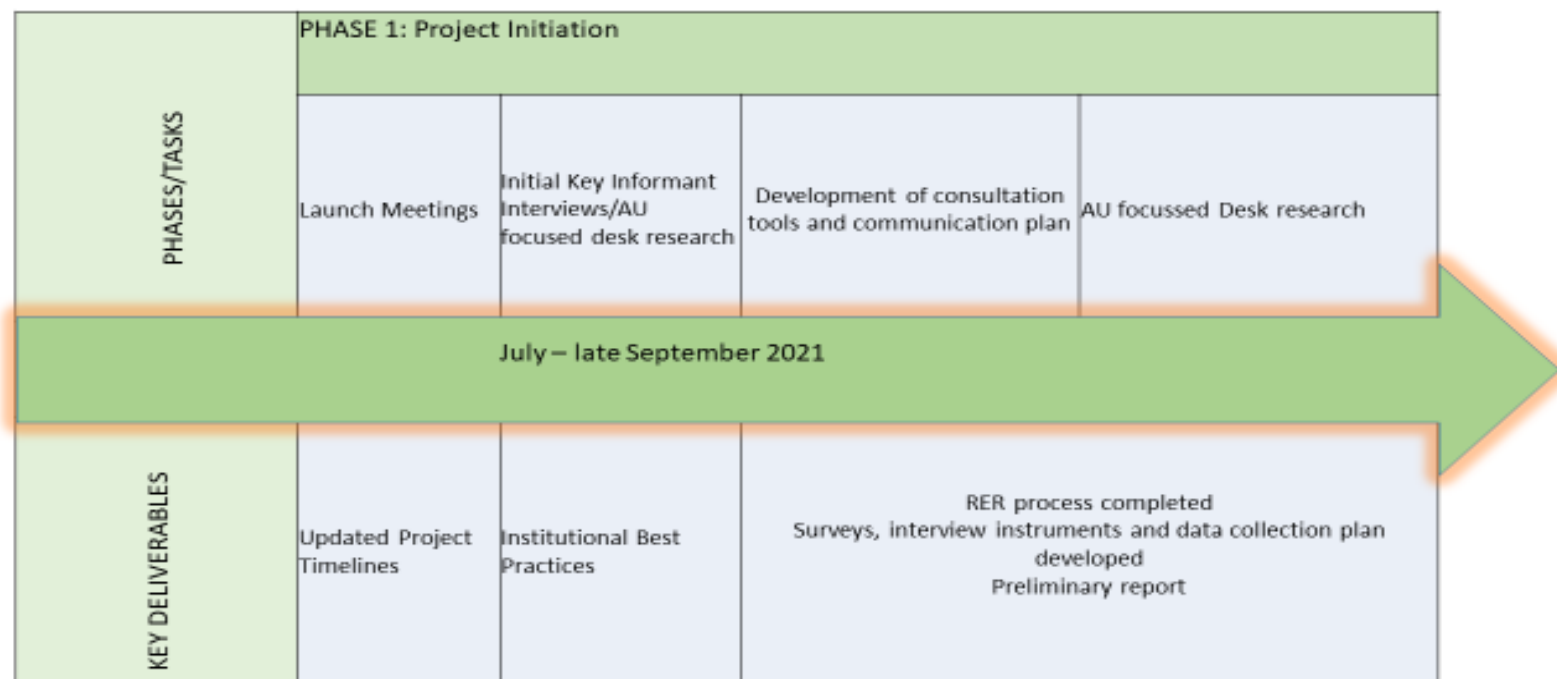 PHASE 1: Project Initiation
PHASES/TASKS
Launch Meetings
Initial Key Informant
Interviews/AU
focused desk research
Development of consultation
tools and communication plan
AU focussed Desk research
July – late September 2021
KEY DELIVERABLES
Updated Project
Timelines
Institutional Best
Practices
RER process completed
Surveys, interview instruments and data collection plan
developed
Preliminary report